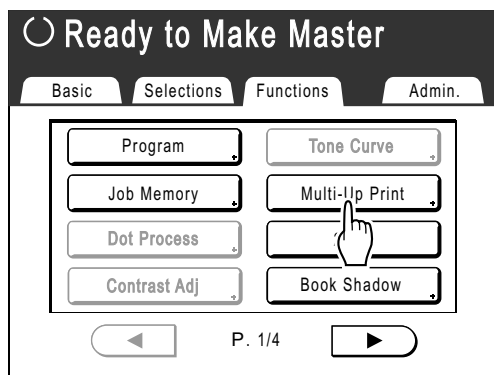 Ready to Make Master
Basic Selections Functions Admin.
Program Tone Curve
Job Memory Multi-Up Print
Dot Process
Contrast Adj Book Shadow
P. 1/4